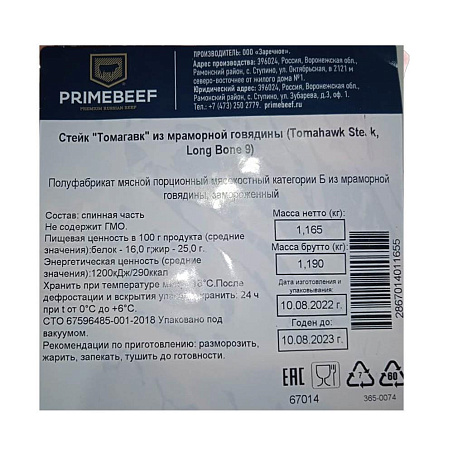 PRIMEBEEF
PREMIUM RUSSIAN BEEF
ПРОИЗВОДИТЕЛЬ: ООО «Заречное».
Адрес производства: 396024, Россия, Воронежская обл.
Рамонский район, с. Ступино, ул. Октябрьская, в 2121 м
северо-восточнее от жилого дома №1.
Юридический адрес: 396024, Россия, Воронежская обл.
Рамонский район, с. Ступино, ул. Зубарева, д.3, оф. 1.
Тел.: +7 (473) 250 2779. primebeef.ru
Стейк "Томагавк" из мраморной говядины (Tomahawk Ste k,
Long Bone 9)
Полуфабрикат мясной порционный мясокостный категории Б из мраморной
говядины, замороженный
Состав: спинная часть
Не содержит ГМО.
Пищевая ценность в 100 г продукта (средние
значения):белок - 16,0 г;жир - 25,0 г.
Энергетическая ценность (средние
значения):1200кДж/290ккал
Хранить при температуре 18°С.После
дефростации и вскрытия хранить: 24 ч
при t от 0°С до +6°С.
СТО 67596485-001-2018 Упаковано под
вакуумом.
Рекомендации по приготовлению: разморозить,
жарить, запекать, тушить до готовности.
Масса нетто (кг):
1,165
Масса брутто (кг):
1,190
Дата изготовления и
упаковывания:
10.08.2022 г.
Годен до:
10.08.2023 г.
2867014011655
EAC
7
60
67014
365-0074